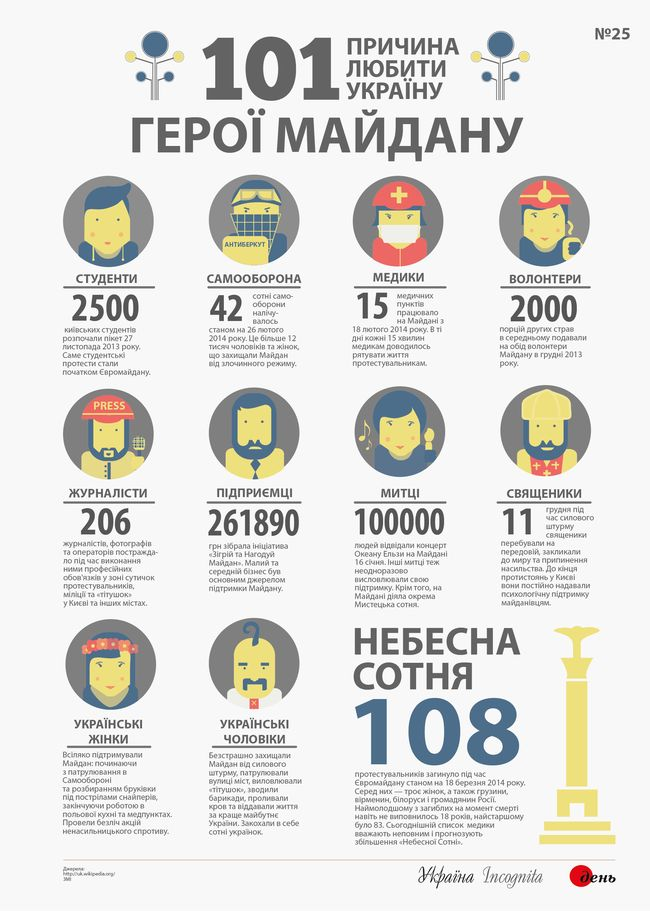 №25
101
ПРИЧИНА
ЛЮБИТИ
УКРАЇНУ
ГЕРОЇ МАЙДАНУ
СТУДЕНТИ
2500
київських студентів
розпочали пікет 27
листопада 2013 року.
Саме студентські
протести стали
початком Євромайдану.
АНТИБЕРКУТ
САМООБОРОНА
42
сотні само-
оборони
налічу-
валось
станом на 26 лютого
2014 року. Це більше 12
тисяч чоловіків та жінок,
що захищали Майдан
від злочинного режиму.
МЕДИКИ
15
медичних
пунктів
працювало
на Майдані з
18 лютого 2014 року. В ті
дні кожні 15 хвилин
медикам доводилось
рятувати життя
протестувальникам.
ВОЛОНТЕРИ
2000
порцій других страв
в середньому подавали
на обід волонтери
Майдану в грудні 2013
року.
PRESS
ЖУРНАЛІСТИ
206
журналістів, фотографів
та операторів постражда-
ло під час виконання
ними професійних
обов'язків у зоні сутичок
протестувальників,
міліції та «тітушок»
у Києві та інших містах.
ПІДПРИЄМЦІ
261890
грн зібрала ініціатива
«Зігрій та Нагодуй
Майдан». Малий та
середній бізнес був
основним джерелом
підтримки Майдану.
МИТЦІ
100000
людей відвідали концерт
Океану Ельзи на Майдані
16 січня. Інші митці теж
неодноразово
висловлювали свою
підтримку. Крім того, на
Майдані діяла окрема
Мистецька сотня.
СВЯЩЕНИКИ
11
грудня під
час силового
штурму
священики
перебували на
передовій, закликали
до миру та припинення
насильства. До кінця
протистоянь у Києві
вони постійно надавали
психологічну підтримку
майданівцям.
УКРАЇНСЬКІ
ЖІНКИ
Всіляко підтримували
Майдан: починаючи
з патрулювання в
Самообороні
та розбиранням бруківки
під пострілами снайперів,
закінчуючи роботою в
польової кухні та медпунктах.
Провели безліч акцій
ненасильницького спротиву.
УКРАЇНСЬКІ
ЧОЛОВІКИ
Безстрашно захищали
Майдан від силового
штурму, патрулювали
вулиці міст, виловлювали
«тітушок», зводили
барикади, проливали
кров та віддавали життя
за краще майбутнє
України. Закохали в себе
сотні українок.
НЕБЕСНА
СОТНЯ
108
протестувальників загинуло під час
Євромайдану станом на 18 березня 2014 року.
Серед них — троє жінок, а також грузини,
вірменин, білоруси і громадянин Росії.
Наймолодшому з загиблих на момент смерті
навіть не виповнилось 18 років, найстаршому
було 83. Сьогоднішній список медики
вважають неповним і прогнозують
збільшення «Небесної Сотні».
Джерела:
http://uk.wikipedia.org/
ЗМІ
Україна Incognita
день